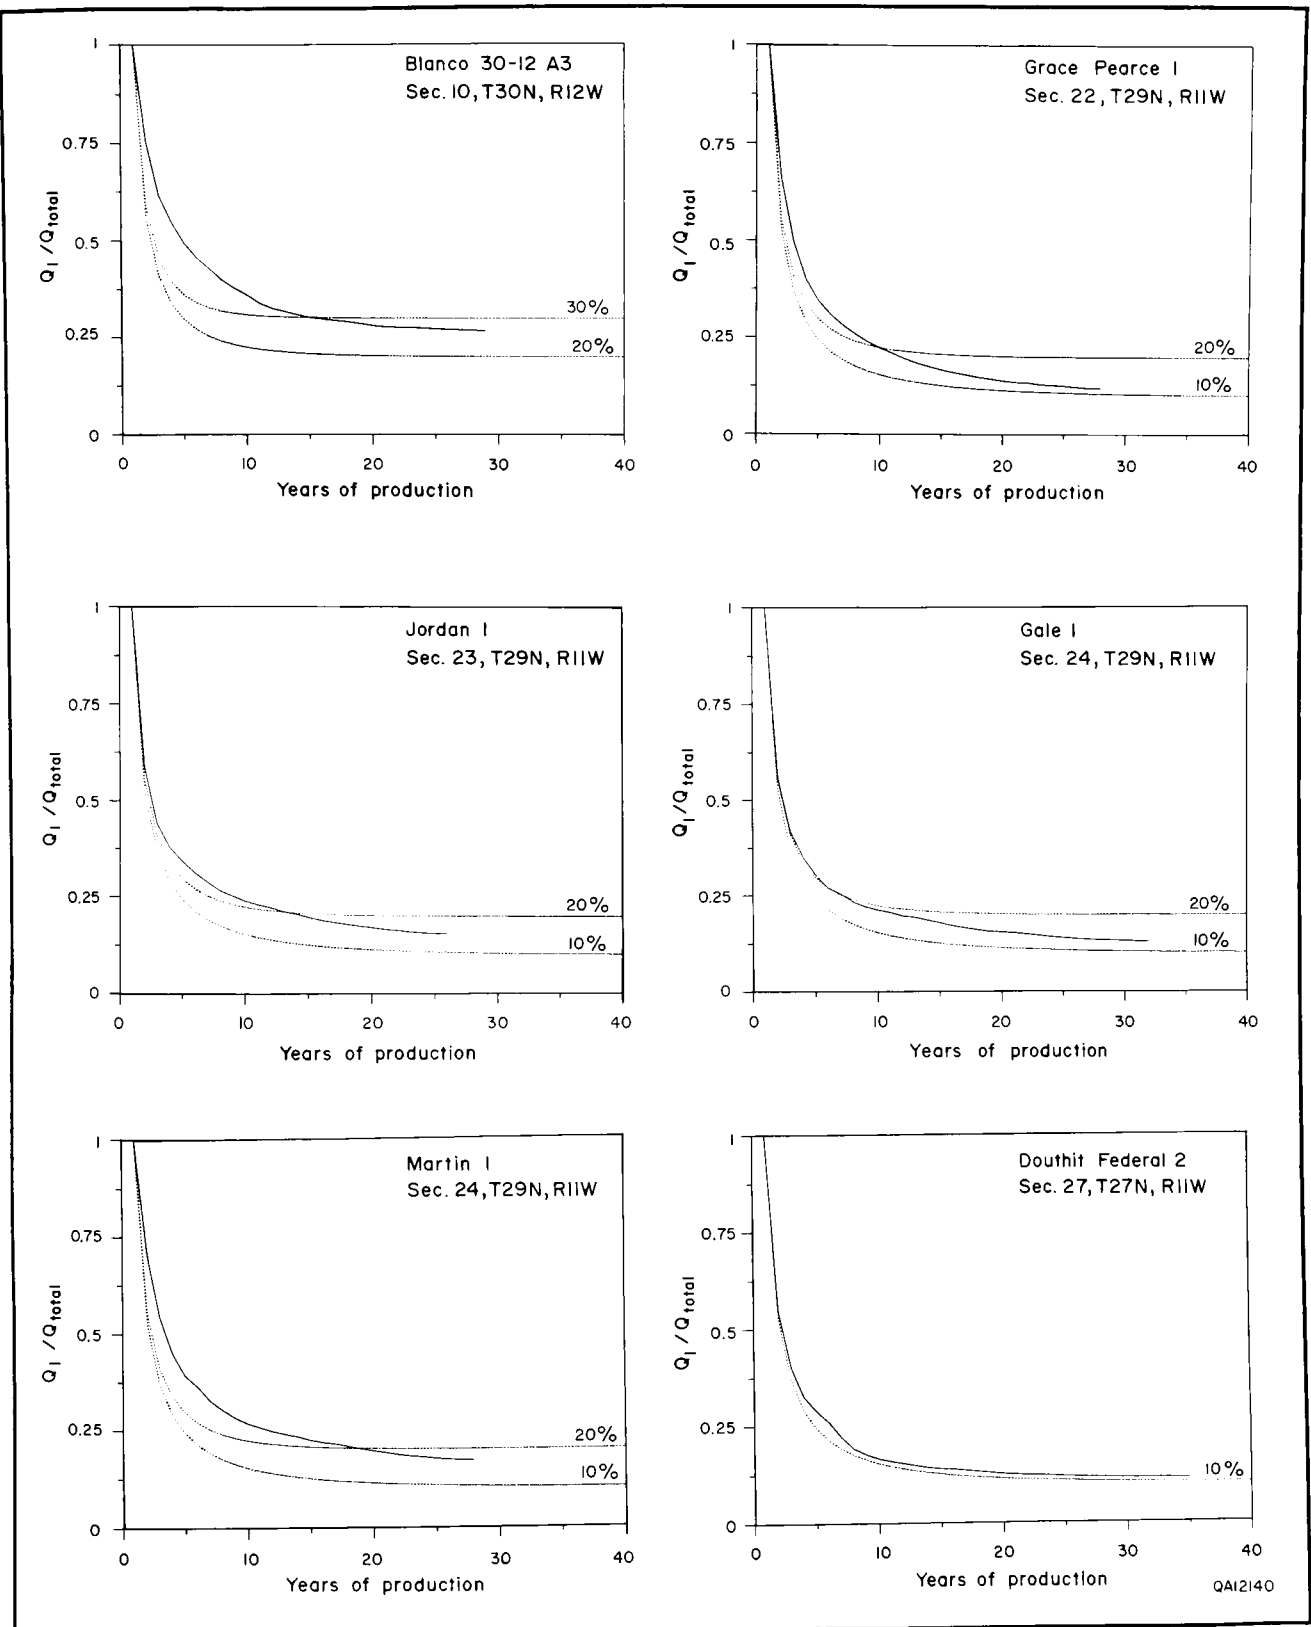 Blanco 30-12 A3
Sec. 10, T30N, R12W
1
0.75
0.5
0.25
0
Q1/Qtotal
30%
20%
0 10 20 30 40
Years of production
Grace Pearce 1
Sec. 22, T29N, R11W
1
0.75
0.5
0.25
0
Q1/Qtotal
20%
10%
0 10 20 30 40
Years of production
Jordan 1
Sec. 23, T29N, R11W
1
0.75
0.5
0.25
0
Q1/Qtotal
20%
10%
0 10 20 30 40
Years of production
Gale 1
Sec. 24, T29N, R11W
1
0.75
0.5
0.25
0
Q1/Qtotal
20%
10%
0 10 20 30 40
Years of production
Martin 1
Sec. 24, T29N, R11W
1
0.75
0.5
0.25
0
Q1/Qtotal
20%
10%
0 10 20 30 40
Years of production
Douthit Federal 2
Sec. 27, T27N, R11W
1
0.75
0.5
0.25
0
Q1/Qtotal
10%
0 10 20 30 40
Years of production
QA12140